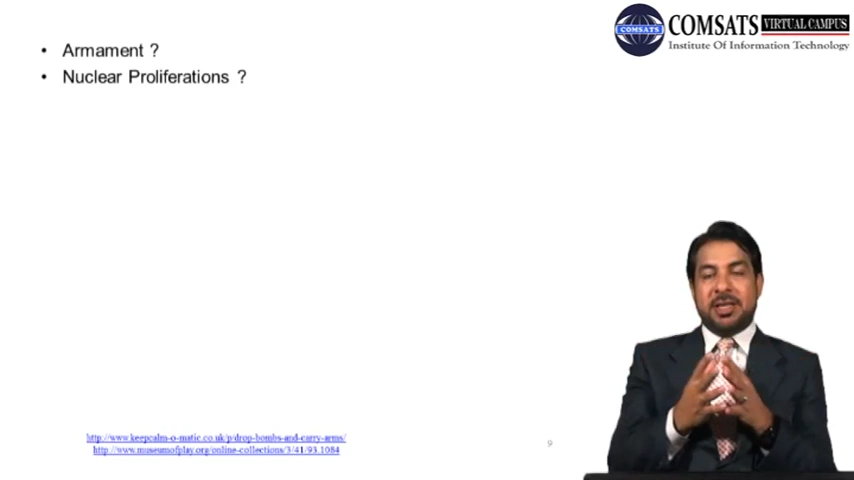 COMSATS VIRTUAL CAMPUS
COMSATS
Institute Of Information Technology
• Armament ?
• Nuclear Proliferations ?
http://www.keepcalm-o-matic.co.uk/p/drop-bombs-and-carry-arms/
http://www.museumofplay.org/online-collections/3/41/93.1084
9